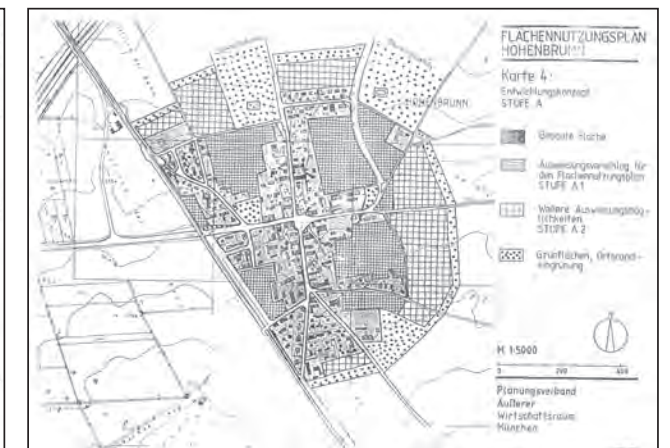 FLÄCHENNUTZUNGSPLAN
HOHENBRUNN
Karte 4:
Entwicklungskonzept
STUFE A
Bebaute Fläche
Ausweisungsvorschlag für
den Flächennutzungsplan
STUFE A1
Weitere Ausweisungsmög-
lichkeiten
STUFE A2
Grünflächen, Ortsrand-
eingrünung
M 1:5000
0 200 400
Planungsverband
Äußerer
Wirtschaftsraum
München